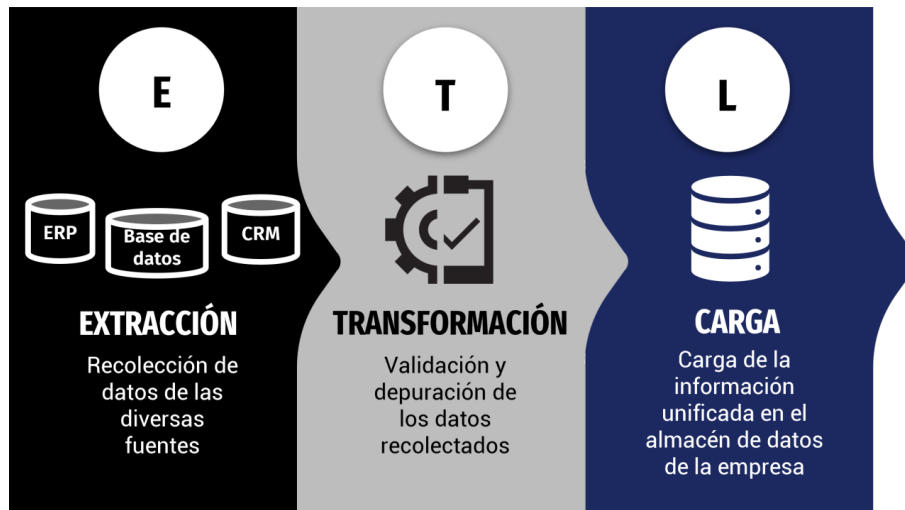 E
ERP
Base de
datos
CRM
EXTRACCIÓN
Recolección de
datos de las
diversas
fuentes
T
TRANSFORMACIÓN
Validación y
depuración de
los datos
recolectados
L
CARGA
Carga de la
información
unificada en el
almacén de datos
de la empresa